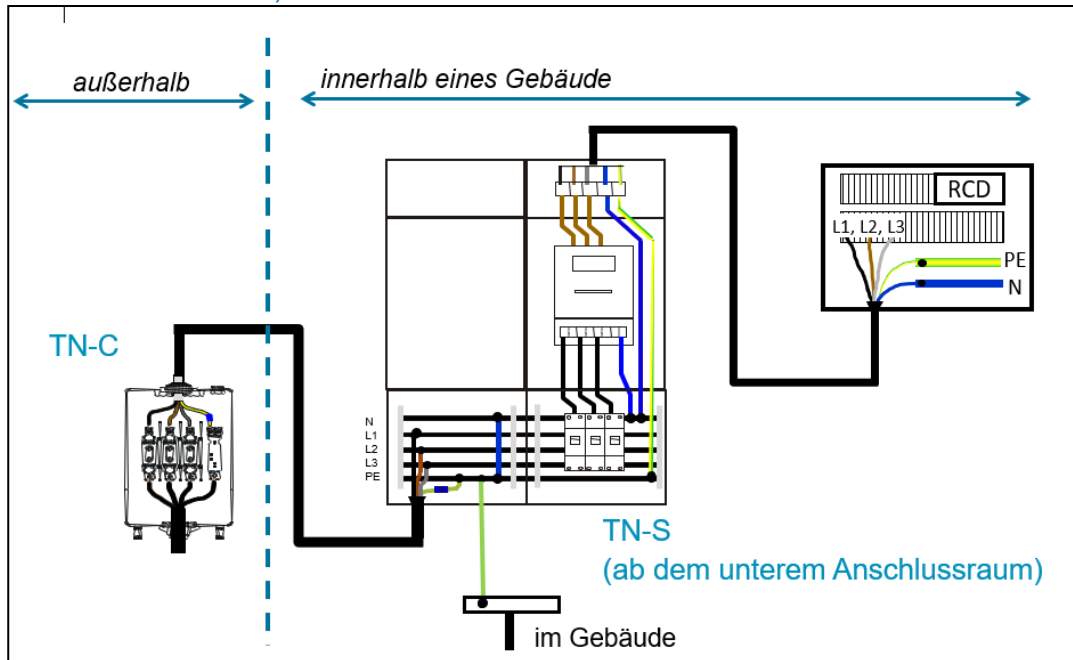 außerhalb
innerhalb eines Gebäude
RCD
L1, L2, L3
PE
N
TN-C
N
L1
L2
L3
PE
TN-S
(ab dem unterem Anschlussraum)
im Gebäude